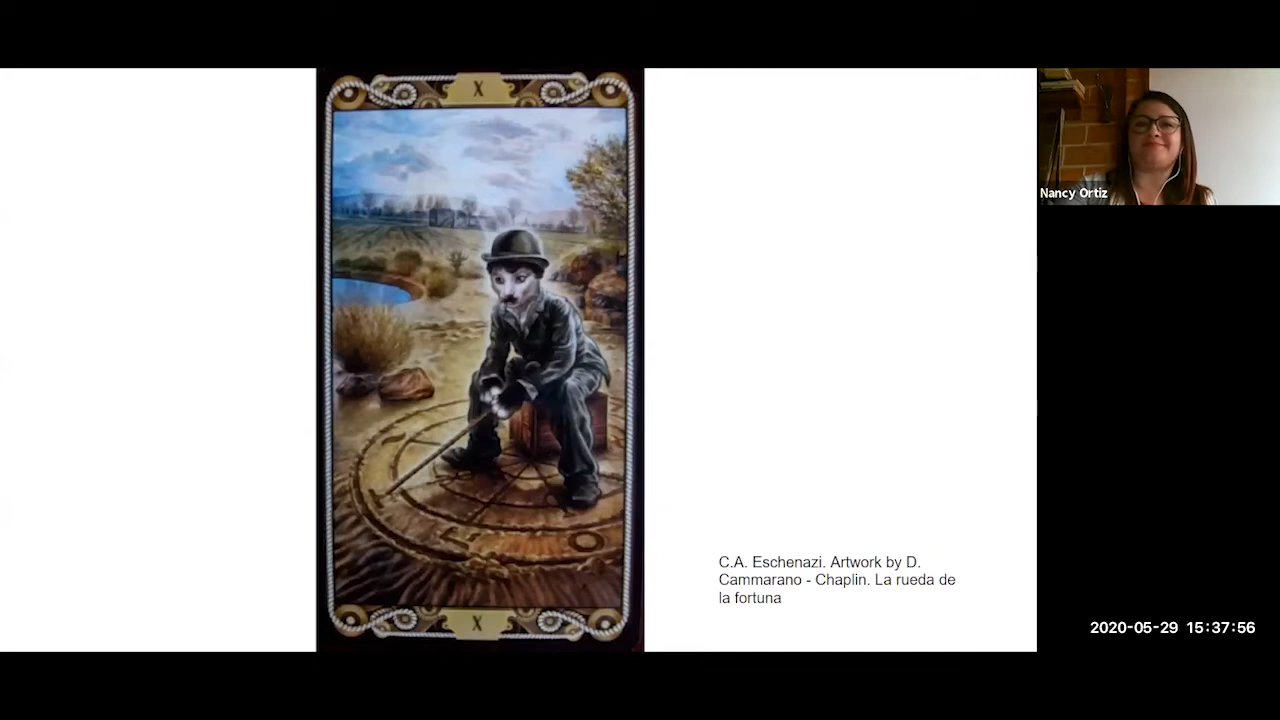 X
X
C.A. Eschenazi. Artwork by D.
Cammarano - Chaplin. La rueda de
la fortuna
Nancy Ortiz
2020-05-29 15:37:56